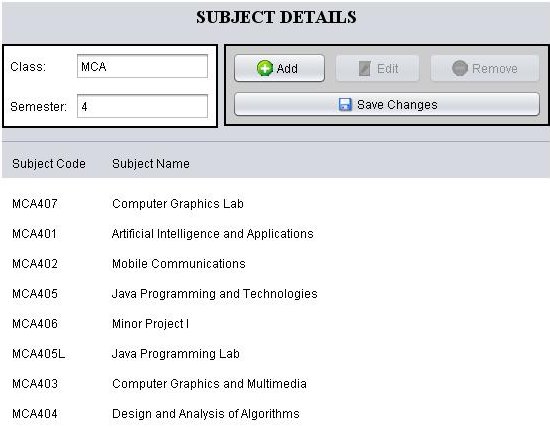 SUBJECT DETAILS
Class: MCA
Semester: 4
Add Edit Remove
Save Changes
Subject Code Subject Name
MCA407 Computer Graphics Lab
MCA401 Artificial Intelligence and Applications
MCA402 Mobile Communications
MCA405 Java Programming and Technologies
MCA406 Minor Project I
MCA405L Java Programming Lab
MCA403 Computer Graphics and Multimedia
MCA404 Design and Analysis of Algorithms